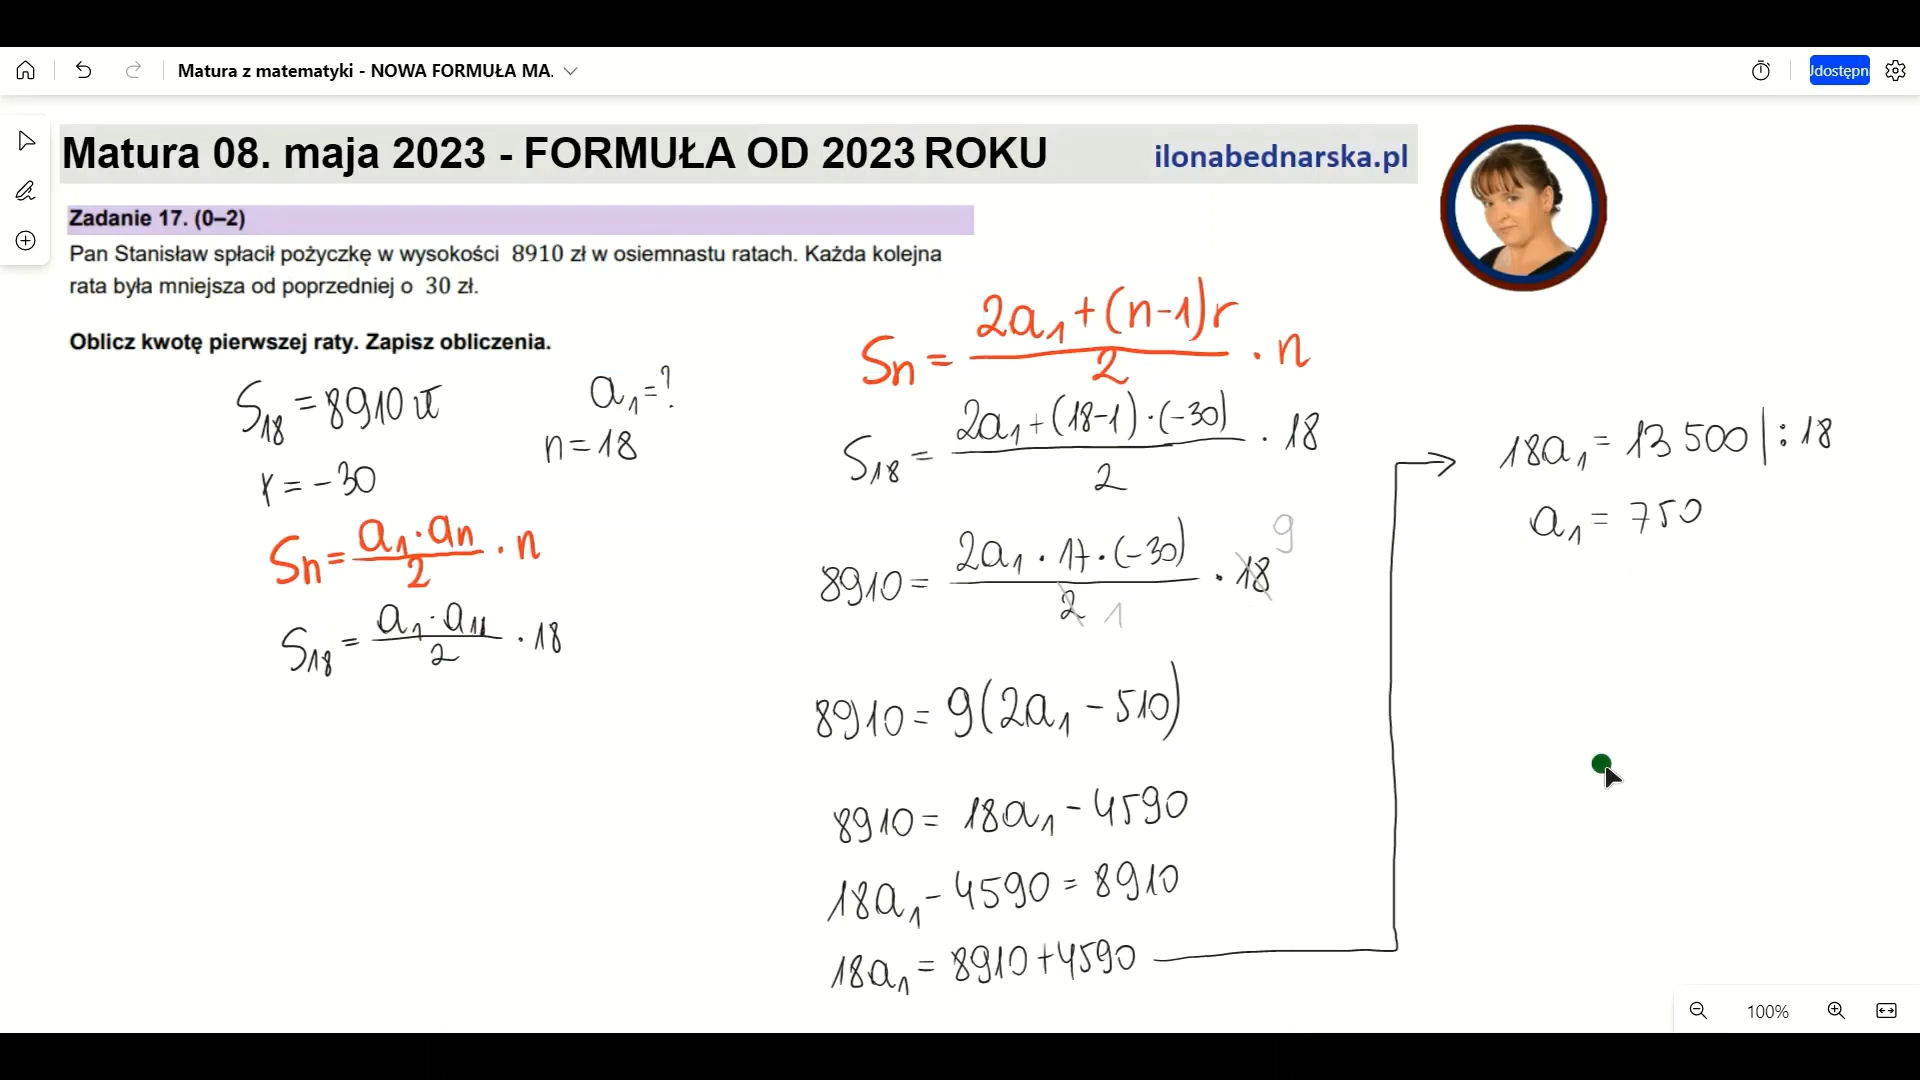 Matura z matematyki - NOWA FORMUŁA MA.
Udostępni
Matura 08. maja 2023 - FORMUŁA OD 2023 ROKU
ilonabednarska.pl
Zadanie 17. (0–2)
Pan Stanisław spłacił pożyczkę w wysokości 8910 zł w osiemnastu ratach. Każda kolejna
rata była mniejsza od poprzedniej o 30 zł.
Oblicz kwotę pierwszej raty. Zapisz obliczenia.
S₁₈ = 8910 zł
a₁ = ?
n = 18
r = -30
Sn = (a₁ · an)/2 · n
S₁₈ = (a₁ · a₁₁)/2 · 18
Sn = (2a₁ + (n-1)r)/2 · n
S₁₈ = (2a₁ + (18-1) · (-30))/2 · 18
8910 = (2a₁ · 17 · (-30))/2 · 18
9
1
8910 = 9(2a₁ - 510)
8910 = 18a₁ - 4590
18a₁ - 4590 = 8910
18a₁ = 8910 + 4590
18a₁ = 13 500 | : 18
a₁ = 750
100%